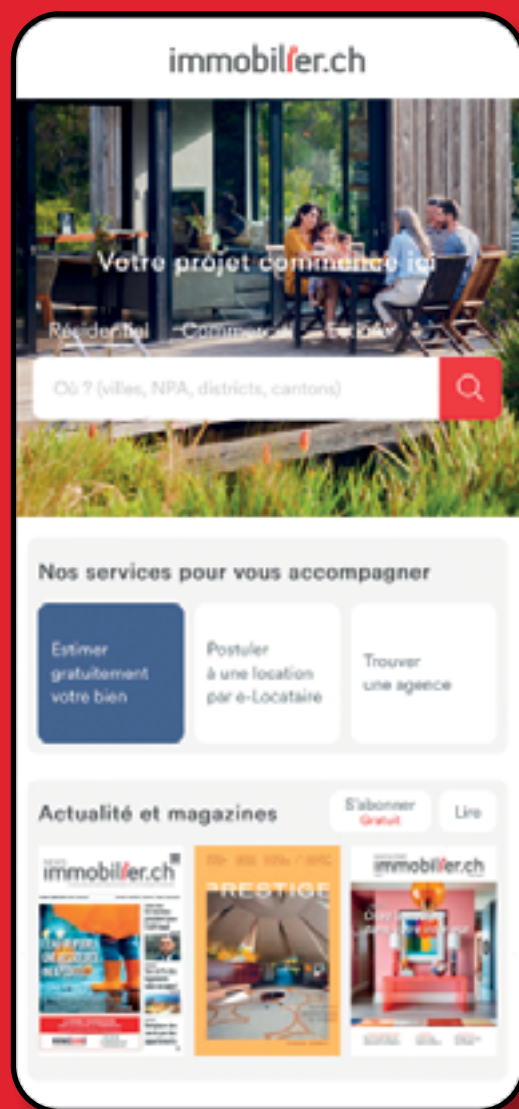 immobilier.ch
Votre projet commence ici
Résidentiel Commercial
Où ? (villes, NPA, districts, cantons)
Nos services pour vous accompagner
Estimer
gratuitement
votre bien
Postuler
à une location
par e-Locataire
Trouver
une agence
Actualité et magazines
S'abonner
Gratuit
Lire
NEWS
immobilier.ch
PRESTIGE
immobilier.ch